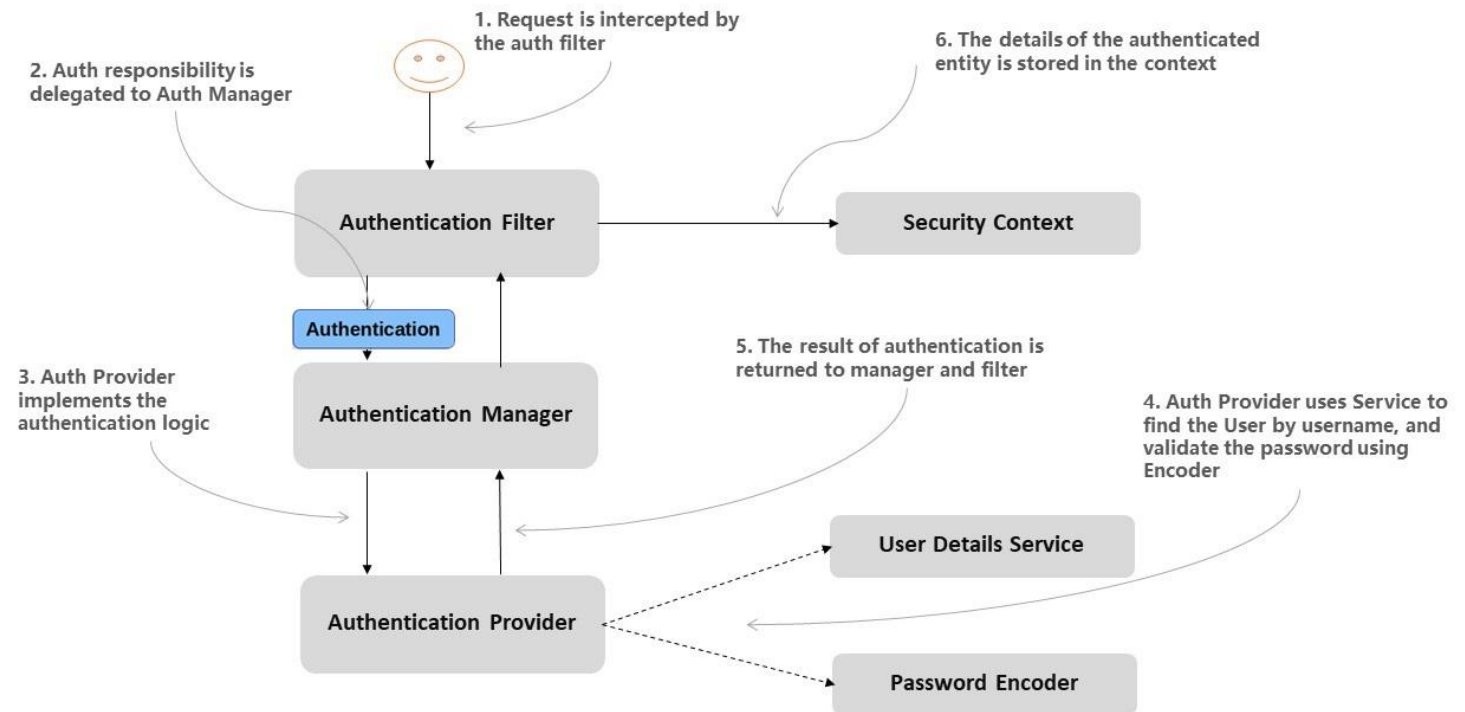 1. Request is intercepted by
the auth filter
6. The details of the authenticated
entity is stored in the context
2. Auth responsibility is
delegated to Auth Manager
Authentication Filter
Security Context
Authentication
5. The result of authentication is
returned to manager and filter
3. Auth Provider
implements the
authentication logic
Authentication Manager
4. Auth Provider uses Service to
find the User by username, and
validate the password using
Encoder
User Details Service
Authentication Provider
Password Encoder